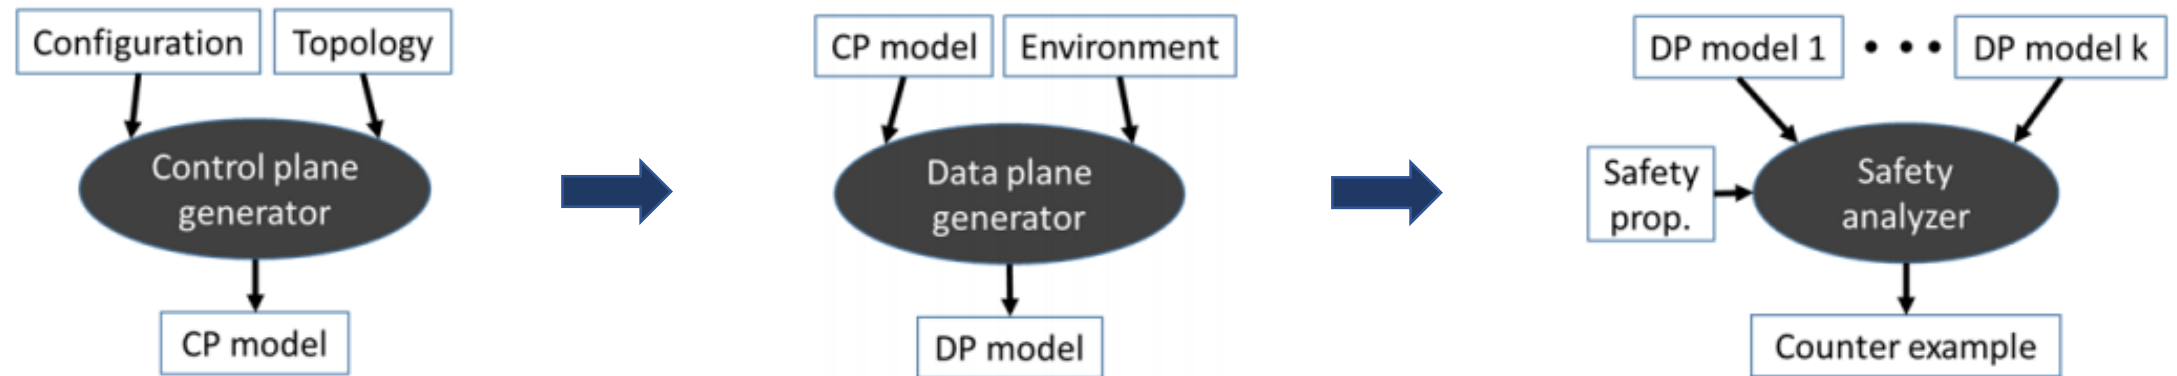 Configuration
Topology
Control plane
generator
CP model
CP model
Environment
Data plane
generator
DP model
DP model 1
• • •
DP model k
Safety
prop.
Safety
analyzer
Counter example